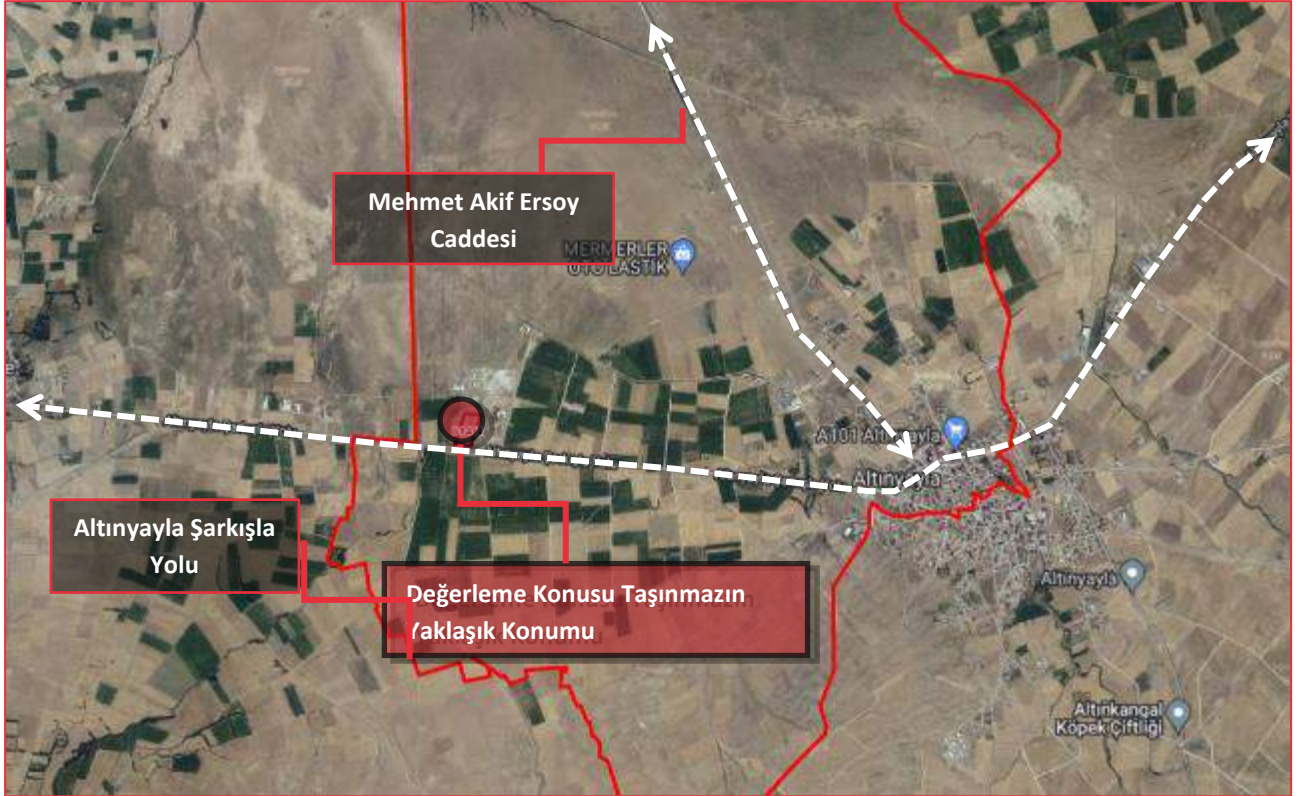 Mehmet Akif Ersoy
Caddesi
MERMERLER
OTO LASTİK
A101 Altınyayla
Altınyayla
Altınyayla Şarkışla
Yolu
Değerleme Konusu Taşınmazın
Yaklaşık Konumu
Altınyayla
Altınkangal
Köpek Çiftliği